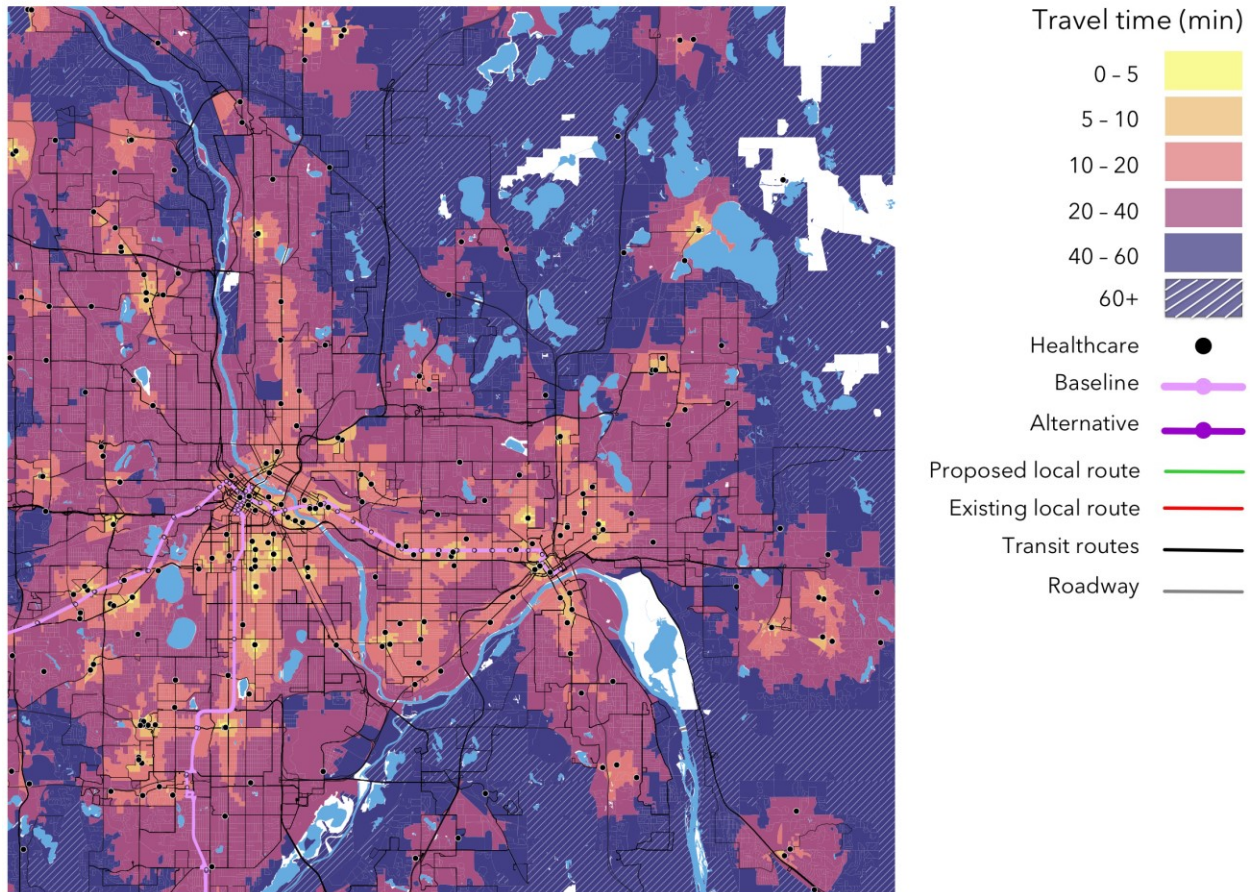 Travel time (min)
0 – 5
5 – 10
10 – 20
20 – 40
40 – 60
60+
Healthcare
Baseline
Alternative
Proposed local route
Existing local route
Transit routes
Roadway